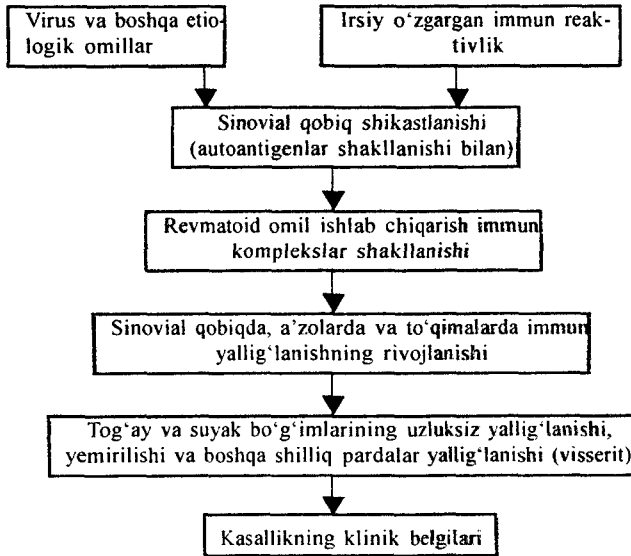 Virus va boshqa etio-
logik omillar
Irsiy o‘zgargan immun reak-
tivlik
Sinovial qobiq shikastlanishi
(autoantigenlar shakllanishi bilan)
Revmatoid omil ishlab chiqarish immun
komplekslar shakllanishi
Sinovial qobiqda, a’zolarda va to‘qimalarda immun
yallig‘lanishning rivojlanishi
Tog‘ay va suyak bo‘g‘imlarining uzluksiz yallig‘lanishi,
yemirilishi va boshqa shilliq pardalar yallig‘lanishi (visserit)
Kasallikning klinik belgilari